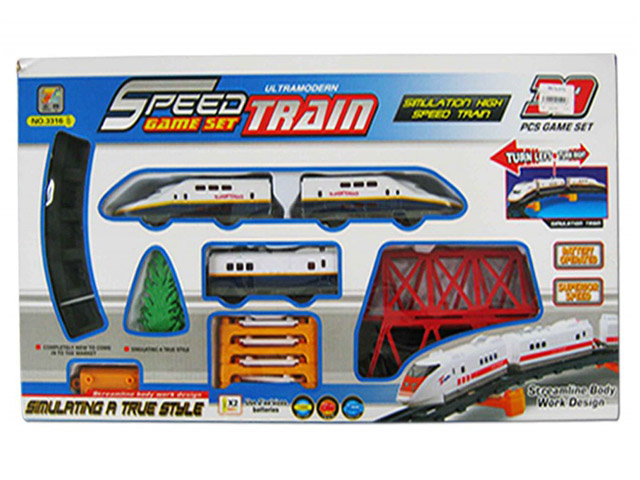 SPEED
GAME SET
ULTRAMODERN
TRAIN
SIMULATION HIGH
SPEED TRAIN
PCS GAME SET
NO.3316
TURN LEFT TURN RIGHT
SIMULATION TRAIN
BATTERY
OPERATED
SUPERIOR
SPEED
COMPLETELY NEW TO COME
IN TO THE MARKET
SIMULATING A TRUE STYLE
Streamline body work design
SIMULATING A TRUE STYLE
X2
batteries
Streamline Body
Work Design